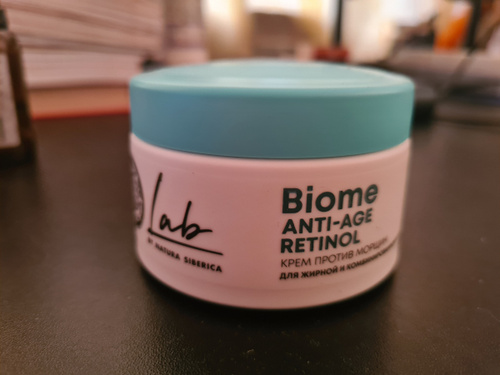 Lab
BY NATURA SIBERICA
Biome
ANTI-AGE
RETINOL
КРЕМ ПРОТИВ МОРЩИН
ДЛЯ ЖИРНОЙ И